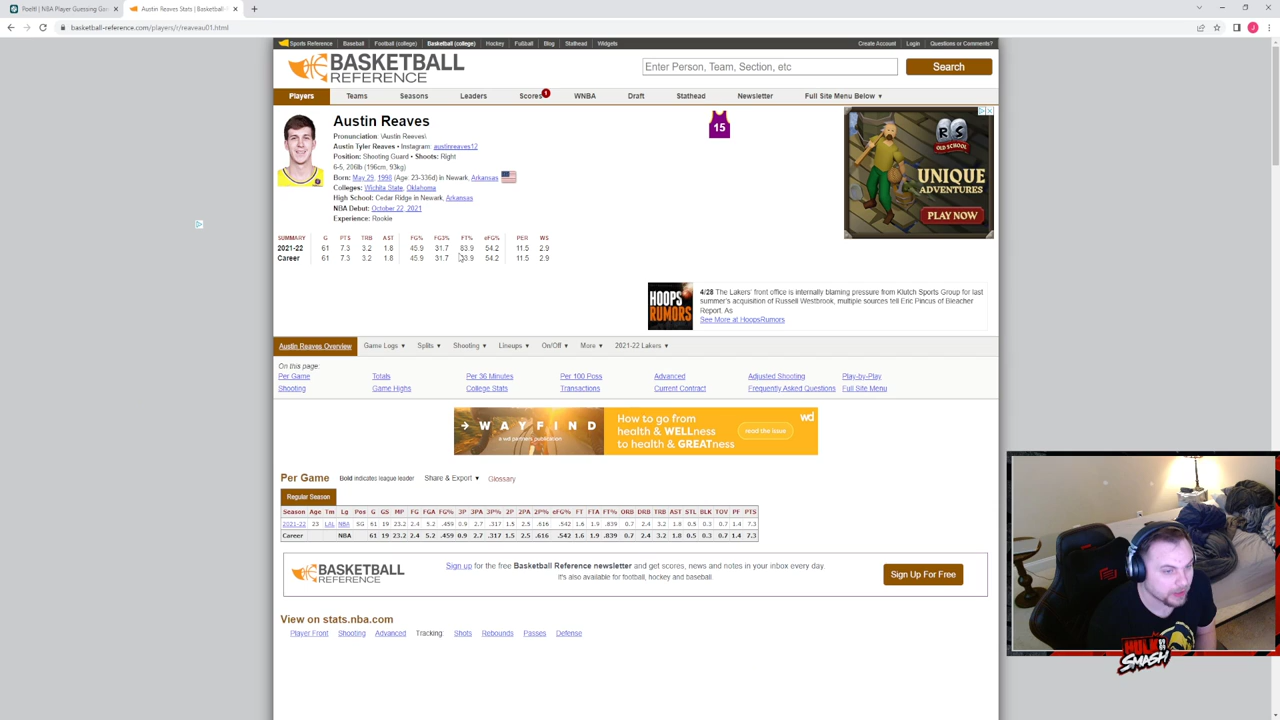 Poeltl | NBA Player Guessing Ga
Austin Reaves Stats | Basketball-
basketball-reference.com/players/r/reaveau01.html
Sports Reference Baseball Football (college) Basketball (college) Hockey Fútbol Blog Stathead Widgets Create Account Login Questions or Comments?
BASKETBALL
REFERENCE
Enter Person, Team, Section, etc
Search
Players Teams Seasons Leaders Scores 1 WNBA Draft Stathead Newsletter Full Site Menu Below ▼
Austin Reaves
Pronunciation: \Austin Reaves\
Austin Tyler Reaves • Instagram: austinreaves12
Position: Shooting Guard • Shoots: Right
6-5, 206lb (196cm, 93kg)
Born: May 29, 1998 (Age: 23-336d) in Newark, Arkansas
Colleges: Wichita State, Oklahoma
High School: Cedar Ridge in Newark, Arkansas
NBA Debut: October 22, 2021
Experience: Rookie
15
RS
OLD SCHOOL
UNIQUE
ADVENTURES
PLAY NOW
SUMMARY G PTS TRB AST FG% FG3% FT% eFG% PER WS
2021-22 61 7.3 3.2 1.8 45.9 31.7 83.9 54.2 11.5 2.9
Career 61 7.3 3.2 1.8 45.9 31.7 83.9 54.2 11.5 2.9
HOOPS
RUMORS
4/28 The Lakers' front office is internally blaming pressure from Klutch Sports Group for last
summer's acquisition of Russell Westbrook, multiple sources tell Eric Pincus of Bleacher
Report. As
See More at HoopsRumors
Austin Reaves Overview Game Logs ▼ Splits ▼ Shooting ▼ Lineups ▼ On/Off ▼ More ▼ 2021-22 Lakers ▼
On this page:
Per Game Totals Per 36 Minutes Per 100 Poss Advanced Adjusted Shooting Play-by-Play
Shooting Game Highs College Stats Transactions Current Contract Frequently Asked Questions Full Site Menu
→ WAYFIND
a wd partners publication
How to go from
health & WELLness
to health & GREATness
read the issue
wd
Per Game Bold indicates league leader Share & Export ▼ Glossary
Regular Season
Season Age Tm Lg Pos G GS MP FG FGA FG% 3P 3PA 3P% 2P 2PA 2P% eFG% FT FTA FT% ORB DRB TRB AST STL BLK TOV PF PTS
2021-22 23 LAL NBA SG 61 19 23.2 2.4 5.2 .459 0.9 2.7 .317 1.5 2.5 .616 .542 1.6 1.9 .839 0.7 2.4 3.2 1.8 0.5 0.3 0.7 1.4 7.3
Career NBA 61 19 23.2 2.4 5.2 .459 0.9 2.7 .317 1.5 2.5 .616 .542 1.6 1.9 .839 0.7 2.4 3.2 1.8 0.5 0.3 0.7 1.4 7.3
BASKETBALL
REFERENCE
Sign up for the free Basketball Reference newsletter and get scores, news and notes in your inbox every day.
It's also available for football, hockey and baseball.
Sign Up For Free
View on stats.nba.com
Player Front Shooting Advanced Tracking: Shots Rebounds Passes Defense
HULK
SMASH